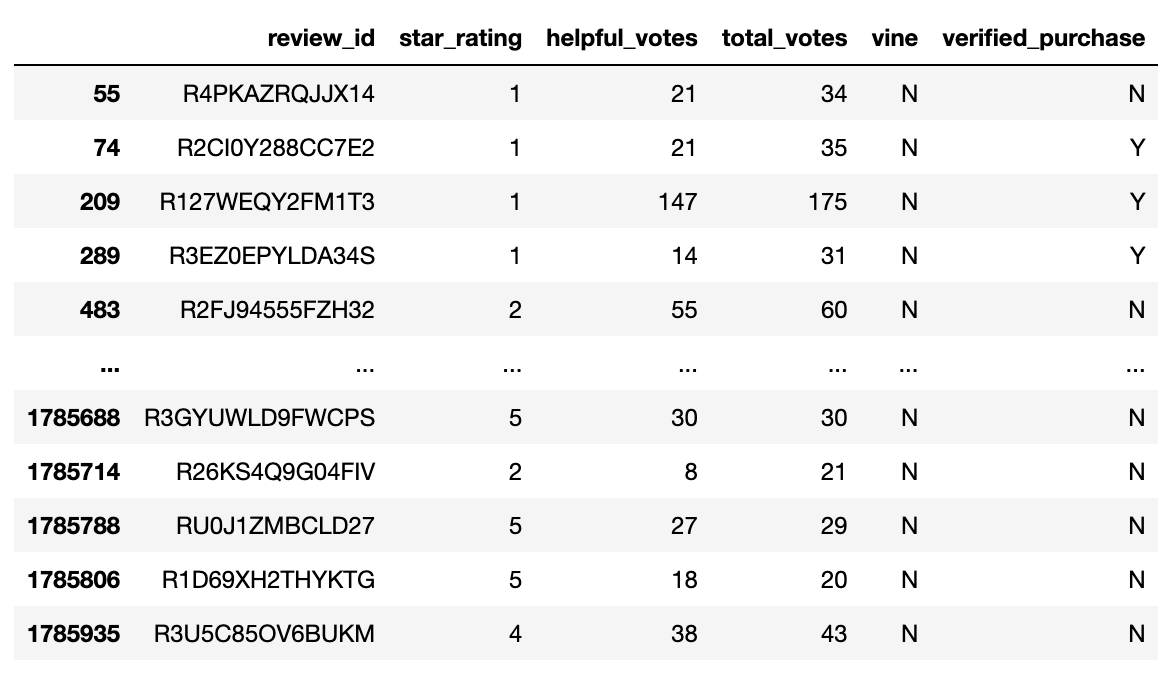 review_id star_rating helpful_votes total_votes vine verified_purchase
55 R4PKAZRQJJX14 1 21 34 N N
74 R2CI0Y288CC7E2 1 21 35 N Y
209 R127WEQY2FM1T3 1 147 175 N Y
289 R3EZ0EPYLDA34S 1 14 31 N Y
483 R2FJ94555FZH32 2 55 60 N N
... ... ... ... ... ... ...
1785688 R3GYUWLD9FWCPS 5 30 30 N N
1785714 R26KS4Q9G04FIV 2 8 21 N N
1785788 RU0J1ZMBCLD27 5 27 29 N N
1785806 R1D69XH2THYKTG 5 18 20 N N
1785935 R3U5C85OV6BUKM 4 38 43 N N